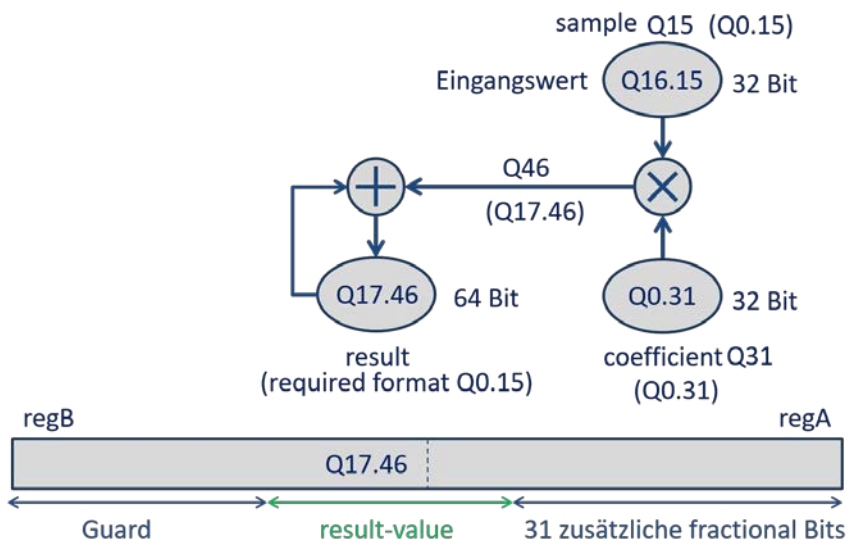 sample Q15 (Q0.15)
Eingangswert Q16.15 32 Bit
Q46
(Q17.46)
Q17.46 64 Bit
Q0.31 32 Bit
result
(required format Q0.15)
coefficient Q31
(Q0.31)
regB regA
Q17.46
Guard result-value 31 zusätzliche fractional Bits